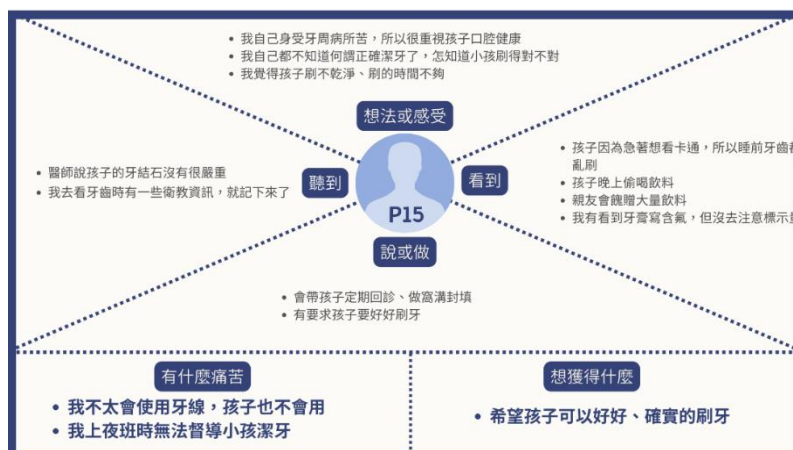 • 我自己身受牙周病所苦，所以很重視孩子口腔健康
• 我自己都不知道何謂正確潔牙了，怎知道小孩刷得對不對
• 我覺得孩子刷不乾淨、刷的時間不夠
想法或感受
• 醫師說孩子的牙結石沒有很嚴重
• 我去看牙齒時有一些衛教資訊，就記下來了
聽到
P15
看到
• 孩子因為急著想看卡通，所以睡前牙齒都
亂刷
• 孩子晚上偷喝飲料
• 親友會餽贈大量飲料
• 我有看到牙膏寫含氟，但沒去注意標示量
說或做
• 會帶孩子定期回診、做窩溝封填
• 有要求孩子要好好刷牙
有什麼痛苦
• 我不太會使用牙線，孩子也不會用
• 我上夜班時無法督導小孩潔牙
想獲得什麼
• 希望孩子可以好好、確實的刷牙